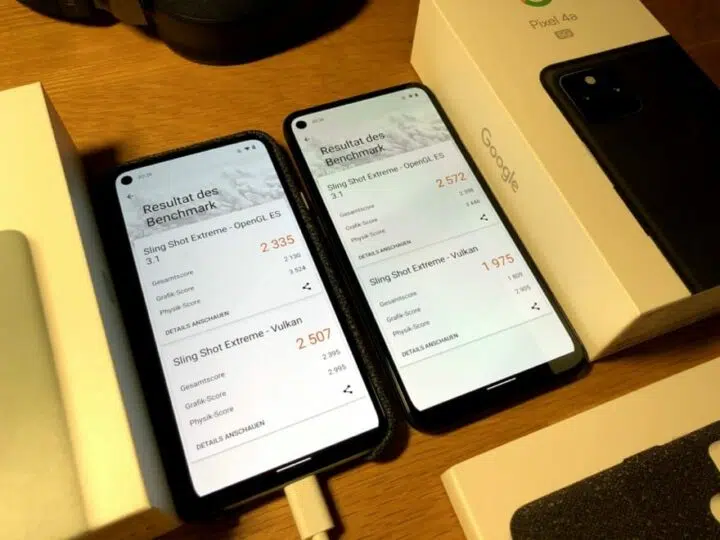 Resultat des
Benchmark
Sling Shot Extreme - OpenGL ES
3.1
2 335
Gesamtscore
2 130
Grafik-Score
3 524
Physik-Score
DETAILS ANSCHAUEN
Sling Shot Extreme - Vulkan
2 507
Gesamtscore
2 395
Grafik-Score
2 995
Physik-Score
DETAILS ANSCHAUEN
Resultat des
Benchmark
Sling Shot Extreme - OpenGL ES
3.1
2 572
Gesamtscore
2 398
Grafik-Score
Physik-Score
DETAILS ANSCHAUEN
Sling Shot Extreme - Vulkan
1 975
Gesamtscore
1 809
Grafik-Score
2 905
Physik-Score
DETAILS ANSCHAUEN
Pixel 4a
5G
Google